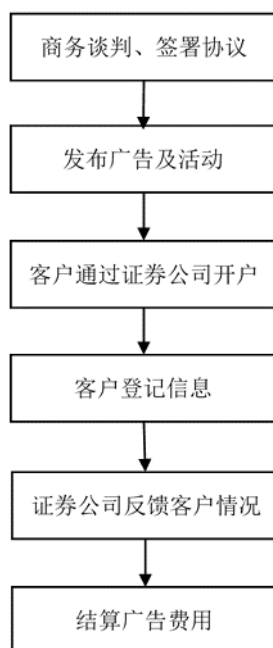 商务谈判、签署协议
发布广告及活动
客户通过证券公司开户
客户登记信息
证券公司反馈客户情况
结算广告费用